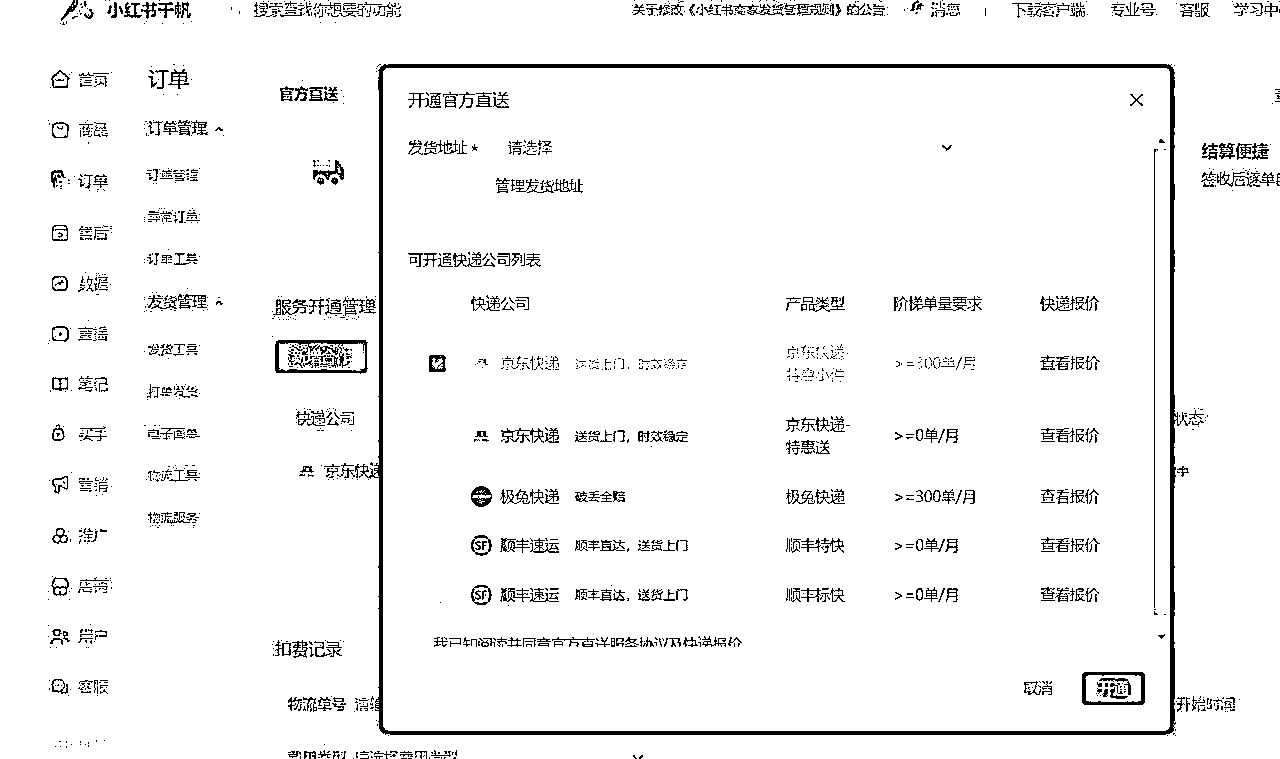 小红书千帆
搜索查找你想要的功能
关于修改《小红书商家发货管理规则》的公告
消息
下载客户端
专业号
客服
学习中
首页
商品
订单
售后
数据
直播
笔记
买手
营销
推广
店铺
用户
客服
订单
订单管理
订单管理
异常订单
订单工具
发货管理
发货工具
打单发货
电子面单
物流工具
物流服务
官方直送
结算便捷
签收后逐单
服务开通管理
快递公司
状态
京东快递
中
扣费记录
物流单号
开始时间
费用类型 请选择费用类型
开通官方直送
发货地址 * 请选择
管理发货地址
可开通快递公司列表
快递公司 产品类型 阶梯单量要求 快递报价
京东快递 送货上门，时效稳定 京东快递-特惠小件 >=300单/月 查看报价
京东快递 送货上门，时效稳定 京东快递-特惠送 >=0单/月 查看报价
极兔快递 破丢全赔 极兔快递 >=300单/月 查看报价
SF 顺丰速运 顺丰直达，送货上门 顺丰特快 >=0单/月 查看报价
SF 顺丰速运 顺丰直达，送货上门 顺丰标快 >=0单/月 查看报价
我已知阅读并同意官方直送服务协议及快递报价
取消 开通